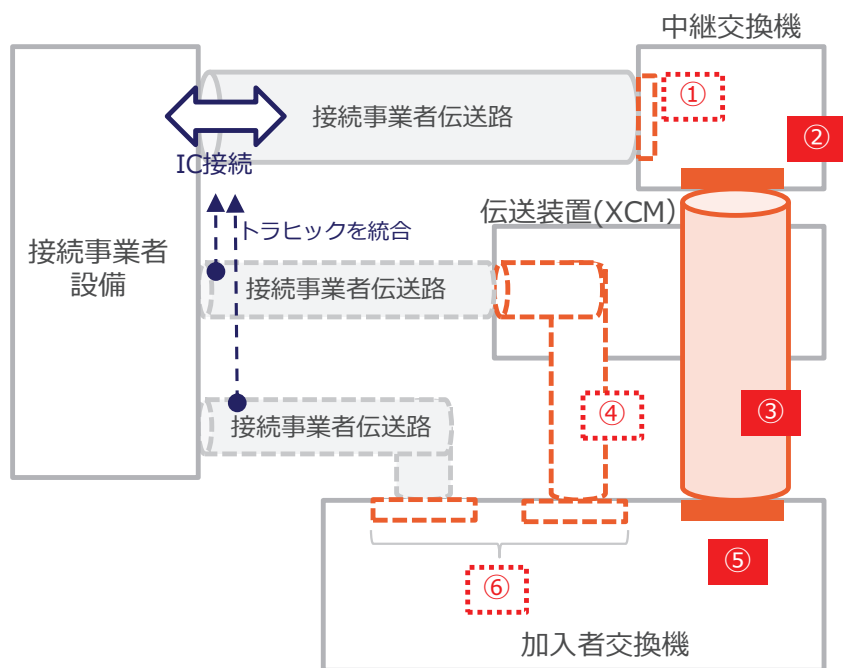 中継交換機
①
接続事業者伝送路
②
IC接続
伝送装置(XCM)
トラヒックを統合
接続事業者
設備
接続事業者伝送路
④
③
接続事業者伝送路
⑤
⑥
加入者交換機